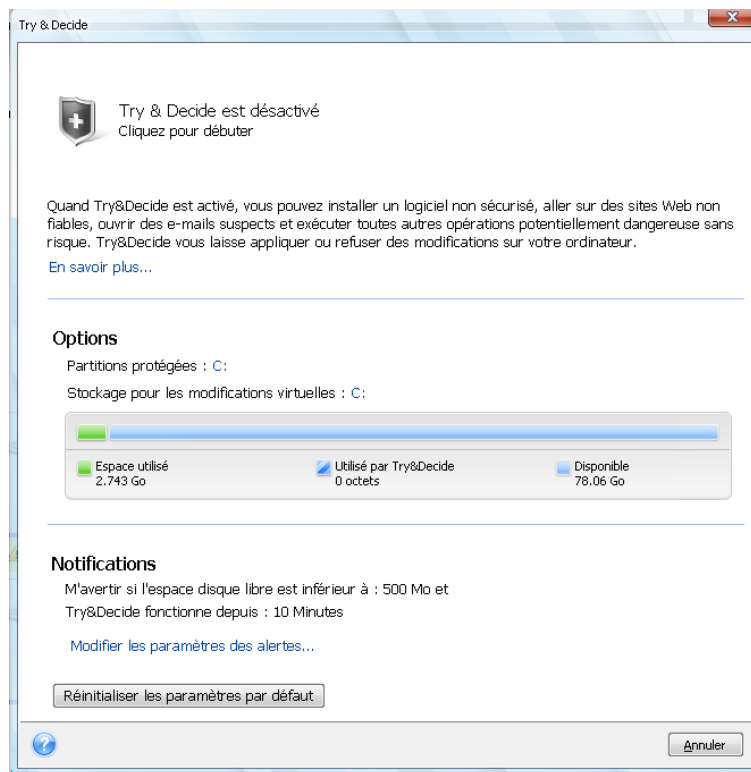 Try & Decide
Try & Decide est désactivé
Cliquez pour débuter
Quand Try&Decide est activé, vous pouvez installer un logiciel non sécurisé, aller sur des sites Web non
fiables, ouvrir des e-mails suspects et exécuter toutes autres opérations potentiellement dangereuse sans
risque. Try&Decide vous laisse appliquer ou refuser des modifications sur votre ordinateur.
En savoir plus...
Options
Partitions protégées : C:
Stockage pour les modifications virtuelles : C:
Espace utilisé
2.743 Go
Utilisé par Try&Decide
0 octets
Disponible
78.06 Go
Notifications
M'avertir si l'espace disque libre est inférieur à : 500 Mo et
Try&Decide fonctionne depuis : 10 Minutes
Modifier les paramètres des alertes...
Réinitialiser les paramètres par défaut
Annuler